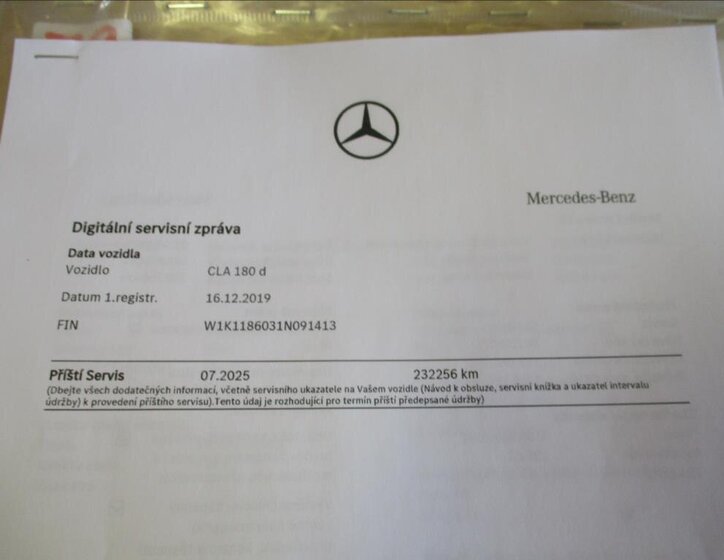 Mercedes-Benz
Digitální servisní zpráva
Data vozidla
Vozidlo CLA 180 d
Datum 1.registr. 16.12.2019
FIN W1K1186031N091413
Příští Servis 07.2025 232256 km
(Dbejte všech dodatečných informací, včetně servisního ukazatele na Vašem vozidle (Návod k obsluze, servisní knížka a ukazatel intervalu
údržby) k provedení příštího servisu).Tento údaj je rozhodující pro termín příští předepsané údržby)